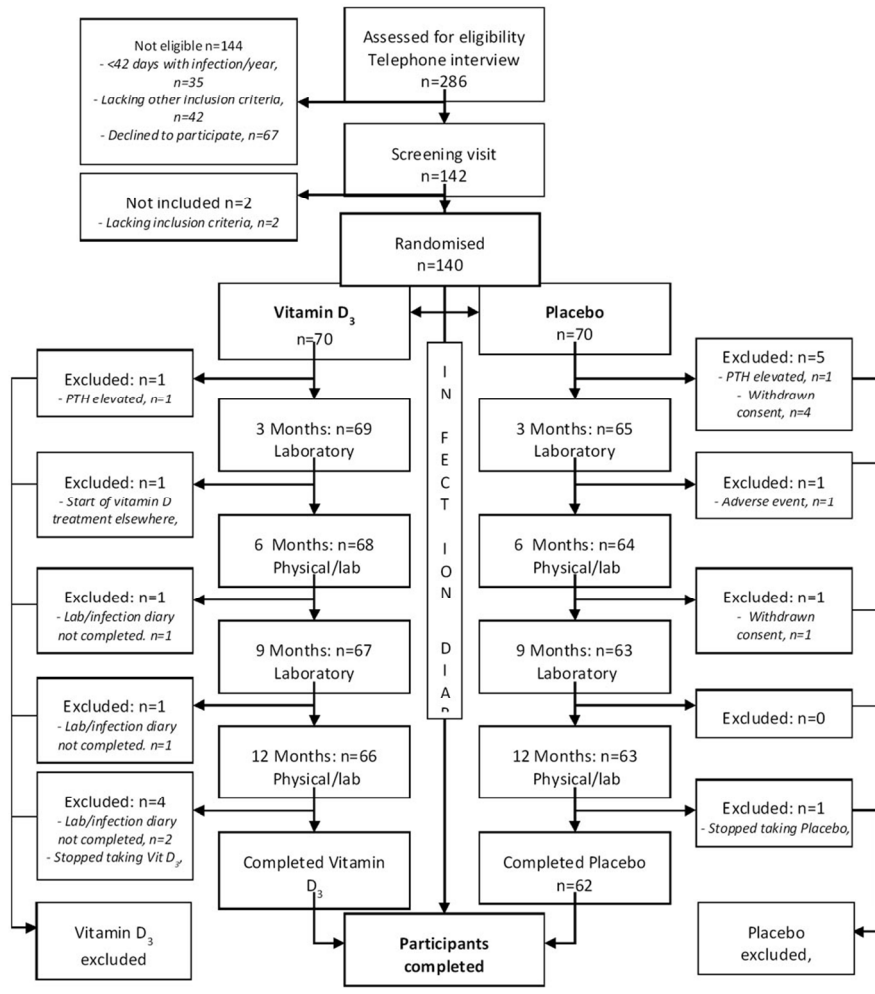 Assessed for eligibility
Telephone interview
n=286
Not eligible n=144
- <42 days with infection/year,
n=35
- Lacking other inclusion criteria,
n=42
- Declined to participate, n=67
Screening visit
n=142
Not included n=2
- Lacking inclusion criteria, n=2
Randomised
n=140
Vitamin D3
n=70
Placebo
n=70
I
N
F
E CT
I
ON
D
I
A
R
Excluded: n=1
- PTH elevated, n=1
Excluded: n=5
- PTH elevated, n=1
- Withdrawn
consent, n=4
3 Months: n=69
Laboratory
3 Months: n=65
Laboratory
Excluded: n=1
- Start of vitamin D
treatment elsewhere,
Excluded: n=1
- Adverse event, n=1
6 Months: n=68
Physical/lab
6 Months: n=64
Physical/lab
Excluded: n=1
- Lab/infection diary
not completed. n=1
Excluded: n=1
- Withdrawn
consent, n=1
9 Months: n=67
Laboratory
9 Months: n=63
Laboratory
Excluded: n=1
- Lab/infection diary
not completed. n=1
Excluded: n=0
12 Months: n=66
Physical/lab
12 Months: n=63
Physical/lab
Excluded: n=4
- Lab/infection diary
not completed, n=2
- Stopped taking Vit D3,
Excluded: n=1
- Stopped taking Placebo,
Completed Vitamin
D3
Completed Placebo
n=62
Vitamin D3
excluded
Participants
completed
Placebo
excluded,